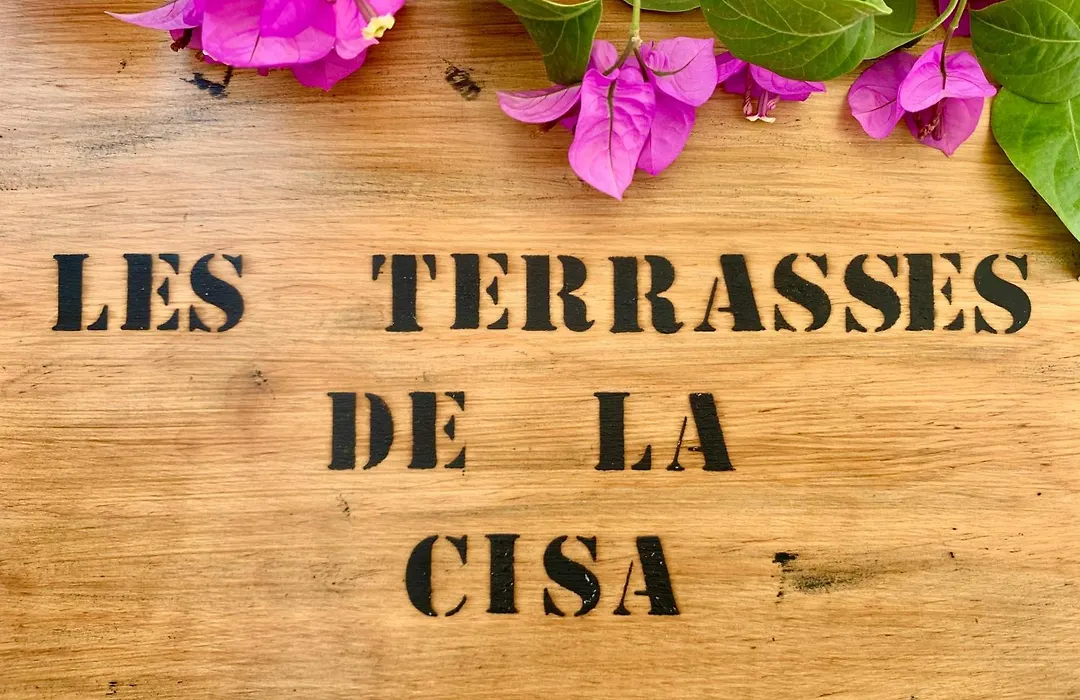 LES TERRASSES
DE LA
CISA